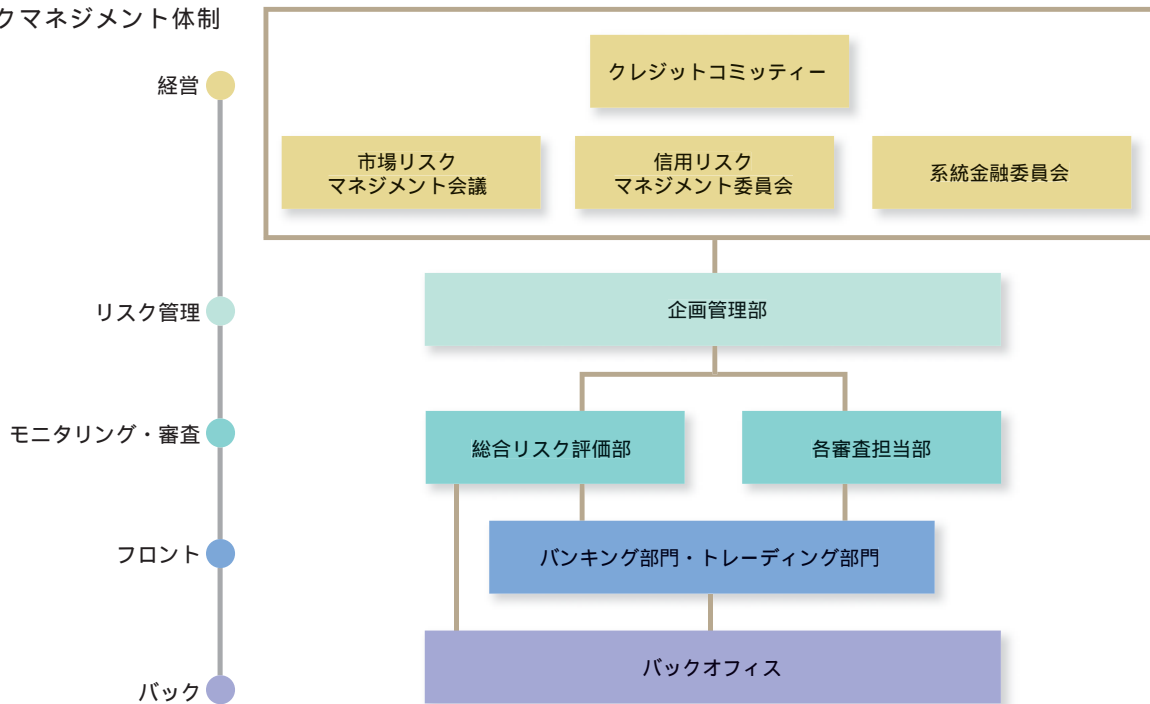 クマネジメント体制
クレジットコミッティー
経営
市場リスク
マネジメント会議
信用リスク
マネジメント委員会
系統金融委員会
リスク管理
企画管理部
モニタリング・審査
総合リスク評価部
各審査担当部
フロント
バンキング部門・トレーディング部門
バック
バックオフィス